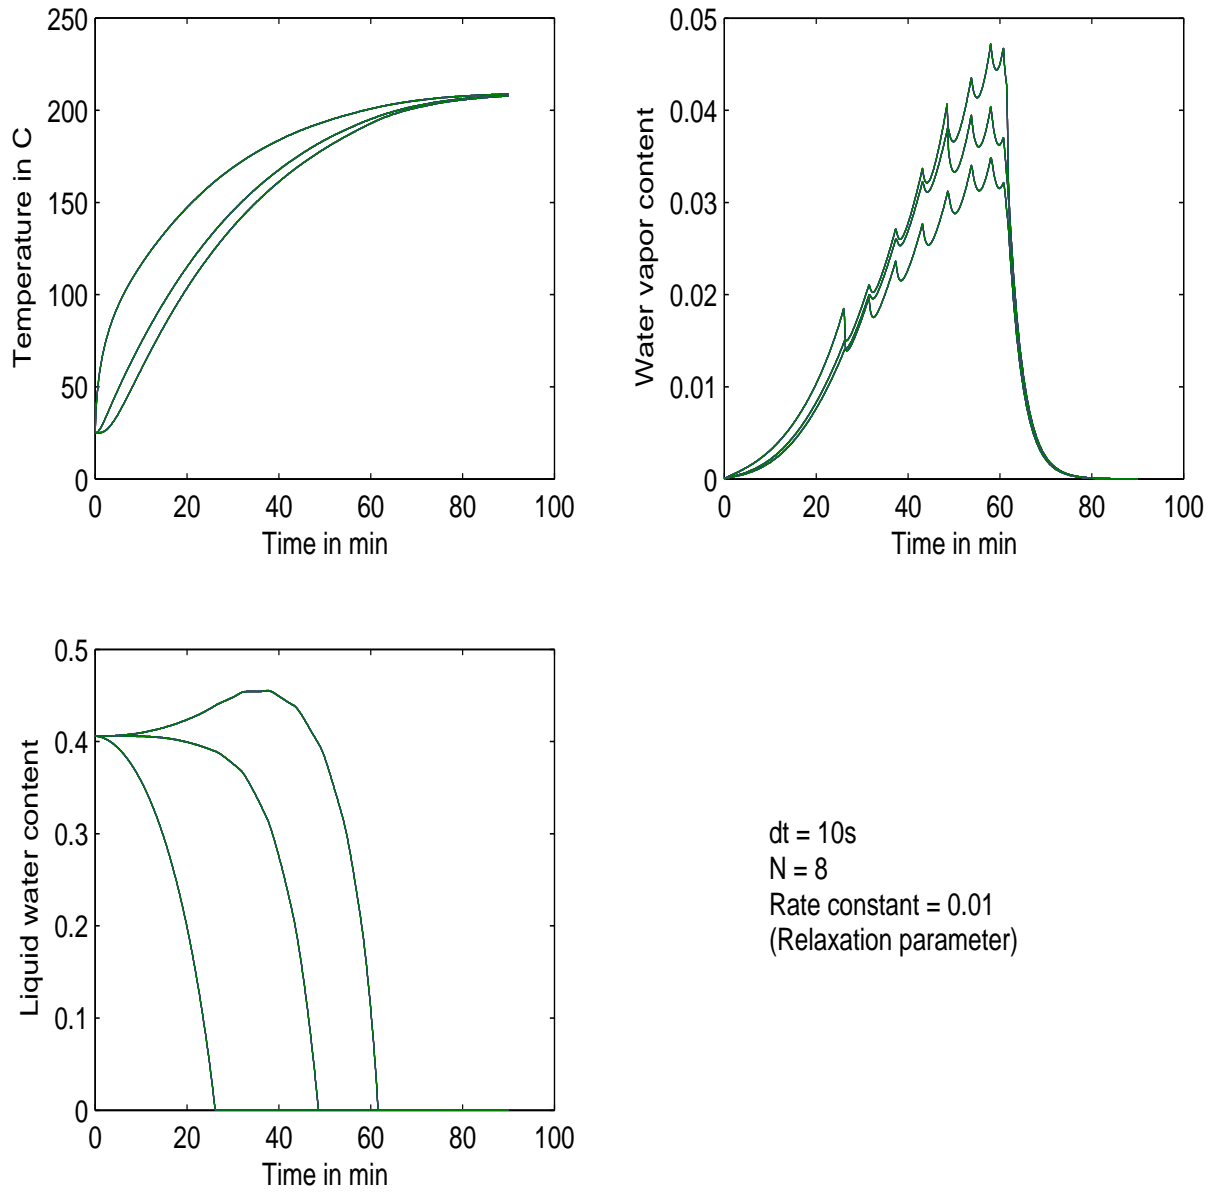 250
200
150
100
50
0
0 20 40 60 80 100
Temperature in C
Time in min
0.05
0.04
0.03
0.02
0.01
0
0 20 40 60 80 100
Water vapor content
Time in min
0.5
0.4
0.3
0.2
0.1
0
0 20 40 60 80 100
Liquid water content
Time in min
dt = 10s
N = 8
Rate constant = 0.01
(Relaxation parameter)